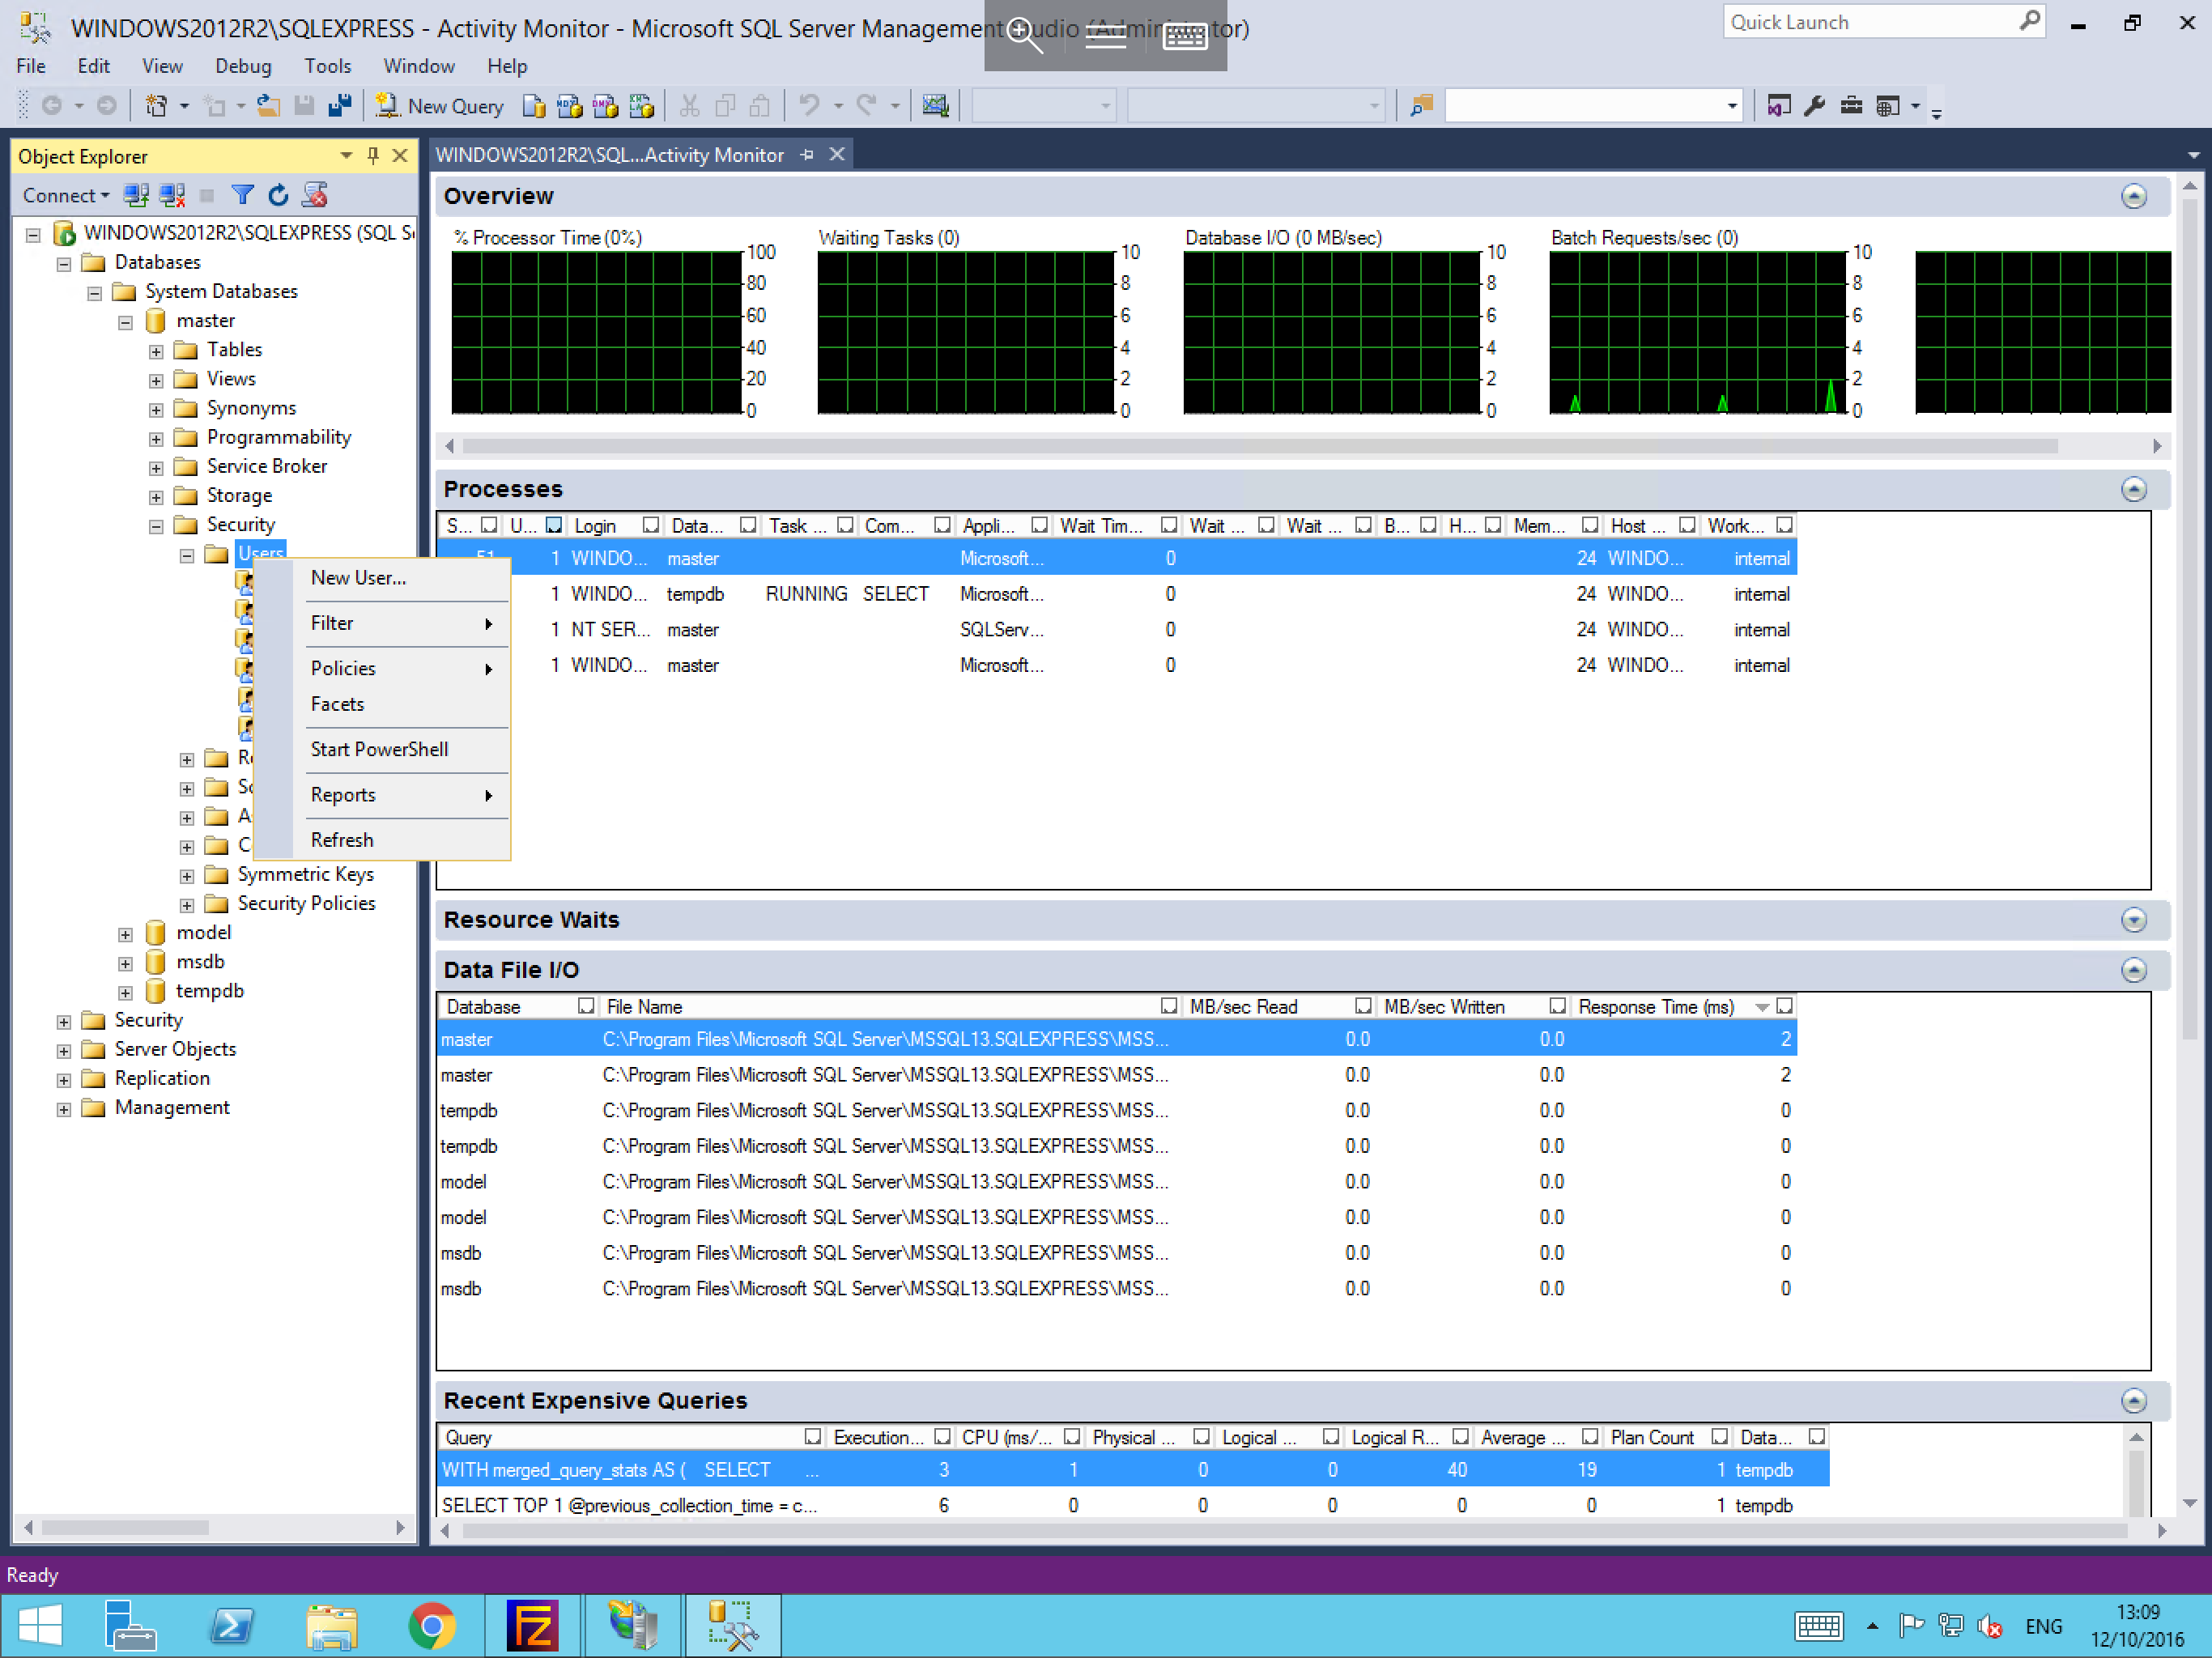 WINDOWS2012R2\SQLEXPRESS - Activity Monitor - Microsoft SQL Server Management
Quick Launch
File Edit View Debug Tools Window Help
New Query
Object Explorer
WINDOWS2012R2\SQL...Activity Monitor
Connect
WINDOWS2012R2\SQLEXPRESS (SQL S
Databases
System Databases
master
Tables
Views
Synonyms
Programmability
Service Broker
Storage
Security
Users
New User...
Filter
Policies
Facets
Start PowerShell
Reports
Refresh
Symmetric Keys
Security Policies
model
msdb
tempdb
Security
Server Objects
Replication
Management
Overview
% Processor Time (0%)
100
80
60
40
20
0
Waiting Tasks (0)
10
8
6
4
2
0
Database I/O (0 MB/sec)
10
8
6
4
2
0
Batch Requests/sec (0)
10
8
6
4
2
0
Processes
S... U... Login Data... Task ... Com... Appli... Wait Tim... Wait ... Wait ... B... H... Mem... Host ... Work...
51 1 WINDO... master Microsoft... 0 24 WINDO... internal
1 WINDO... tempdb RUNNING SELECT Microsoft... 0 24 WINDO... internal
1 NT SER... master SQLServ... 0 24 WINDO... internal
1 WINDO... master Microsoft... 0 24 WINDO... internal
Resource Waits
Data File I/O
Database File Name MB/sec Read MB/sec Written Response Time (ms)
master C:\Program Files\Microsoft SQL Server\MSSQL13.SQLEXPRESS\MSS... 0.0 0.0 2
master C:\Program Files\Microsoft SQL Server\MSSQL13.SQLEXPRESS\MSS... 0.0 0.0 2
tempdb C:\Program Files\Microsoft SQL Server\MSSQL13.SQLEXPRESS\MSS... 0.0 0.0 0
tempdb C:\Program Files\Microsoft SQL Server\MSSQL13.SQLEXPRESS\MSS... 0.0 0.0 0
model C:\Program Files\Microsoft SQL Server\MSSQL13.SQLEXPRESS\MSS... 0.0 0.0 0
model C:\Program Files\Microsoft SQL Server\MSSQL13.SQLEXPRESS\MSS... 0.0 0.0 0
msdb C:\Program Files\Microsoft SQL Server\MSSQL13.SQLEXPRESS\MSS... 0.0 0.0 0
msdb C:\Program Files\Microsoft SQL Server\MSSQL13.SQLEXPRESS\MSS... 0.0 0.0 0
Recent Expensive Queries
Query Execution... CPU (ms/... Physical ... Logical ... Logical R... Average ... Plan Count Data...
WITH merged_query_stats AS ( SELECT ... 3 1 0 0 40 19 1 tempdb
SELECT TOP 1 @previous_collection_time = c... 6 0 0 0 0 0 1 tempdb
Ready
ENG
13:09
12/10/2016